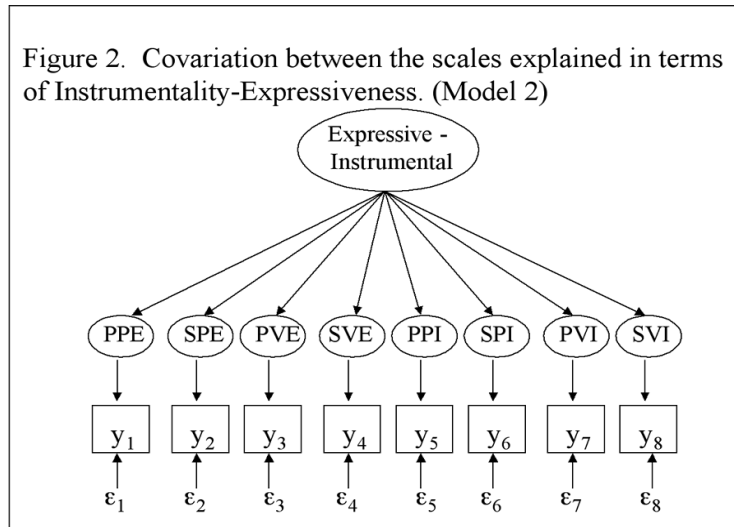 Figure 2.  Covariation between the scales explained in terms
of Instrumentality-Expressiveness. (Model 2)
Expressive -
Instrumental
PPE SPE PVE SVE PPI SPI PVI SVI
y₁ y₂ y₃ y₄ y₅ y₆ y₇ y₈
ε₁ ε₂ ε₃ ε₄ ε₅ ε₆ ε₇ ε₈